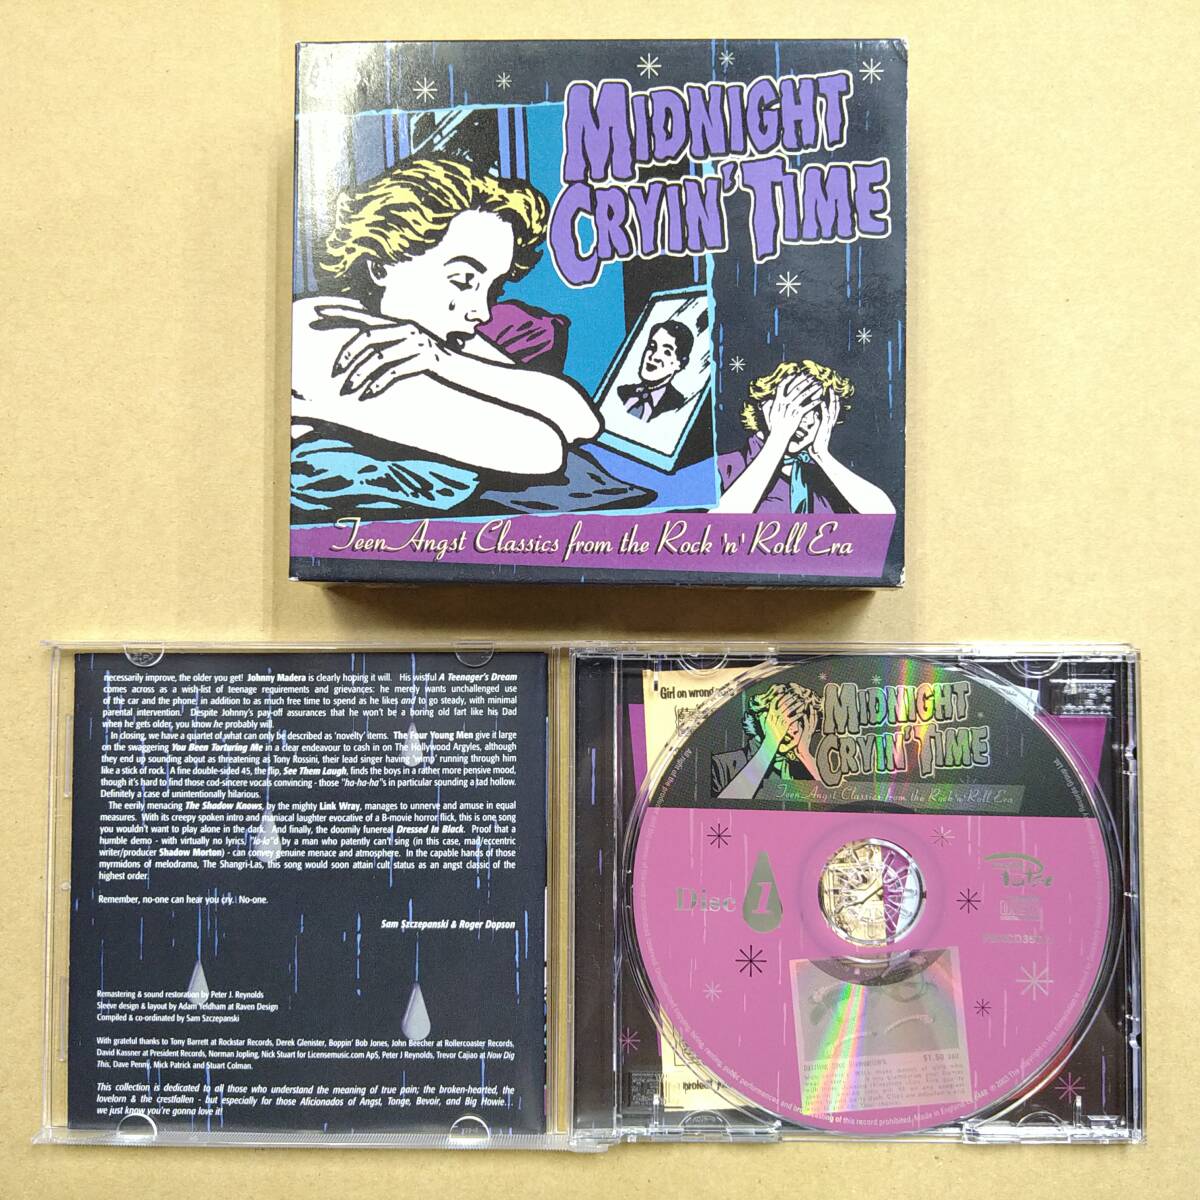 MIDNIGHT
CRYIN' TIME
Teen Angst Classics from the Rock 'n' Roll Era
necessarily improve, the older you get! Johnny Madera is clearly hoping it will. His wistful A Teenager's Dream
comes across as a wish-list of teenage requirements and grievances: he merely wants unchallenged use
of the car and the phone, in addition to as much free time to spend as he likes and to go steady, with minimal
parental intervention. Despite Johnny's pay-off assurances that he won't be a boring old fart like his Dad
when he gets older, you know he probably will.
In closing, we have a quartet of what can only be described as 'novelty' items. The Four Young Men give it large
on the swaggering You Been Torturing Me in a clear endeavour to cash in on The Hollywood Argyles, although
they end up sounding about as threatening as Tony Rossini, their lead singer having 'wimp' running through him
like a stick of rock. A fine double-sided 45, the flip, See Them Laugh, finds the boys in a rather more pensive mood,
though it's hard to find those cod-sincere vocals convincing - those "ha-ha-ha"s in particular sounding a tad hollow.
Definitely a case of unintentionally hilarious.
The eerily menacing The Shadow Knows, by the mighty Link Wray, manages to unnerve and amuse in equal
measures. With its creepy spoken intro and maniacal laughter evocative of a B-movie horror flick, this is one song
you wouldn't want to play alone in the dark. And finally, the doomily funereal Dressed In Black. Proof that a
humble demo - with virtually no lyrics, "la-la"d by a man who patently can't sing (in this case, mad/eccentric
writer/producer Shadow Morton) - can convey genuine menace and atmosphere. In the capable hands of those
myrmidons of melodrama, The Shangri-Las, this song would soon attain cult status as an angst classic of the
highest order.
Remember, no-one can hear you cry. No-one.
Sam Szczepanski & Roger Dopson
Remastering & sound restoration by Peter J. Reynolds
Sleeve design & layout by Adam Yeldham at Raven Design
Compiled & co-ordinated by Sam Szczepanski
With grateful thanks to Tony Barrett at Rockstar Records, Derek Glenister, Boppin' Bob Jones, John Beecher at Rollercoaster Records,
David Kassner at President Records, Norman Jopling, Nick Stuart for Licensemusic.com ApS, Peter J Reynolds, Trevor Cajiao at Now Dig
This, Dave Penny, Mick Patrick and Stuart Colman.
This collection is dedicated to all those who understand the meaning of true pain; the broken-hearted, the
lovelorn & the crestfallen - but especially for those Aficionados of Angst, Tonge, Bevoir, and Big Howie...
we just know you're gonna love it!
Girl on wrong
MIDNIGHT
CRYIN' TIME
Teen Angst Classics from the Rock 'n' Roll Era
Disc 1